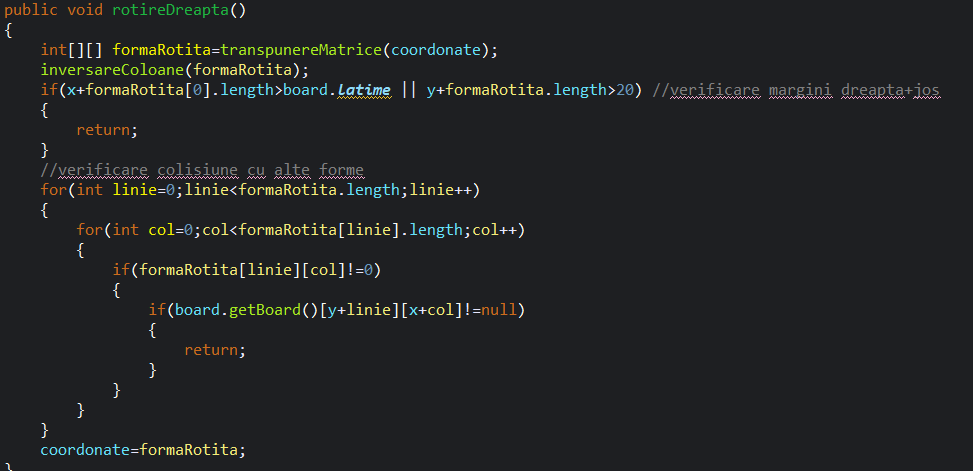 public void rotireDreapta()
{
    int[][] formaRotita=transpunereMatrice(coordonate);
    inversareColoane(formaRotita);
    if(x+formaRotita[0].length>board.latime || y+formaRotita.length>20) //verificare margini dreapta+jos
    {
        return;
    }
    //verificare colisiune cu alte forme
    for(int linie=0;linie<formaRotita.length;linie++)
    {
        for(int col=0;col<formaRotita[linie].length;col++)
        {
            if(formaRotita[linie][col]!=0)
            {
                if(board.getBoard()[y+linie][x+col]!=null)
                {
                    return;
                }
            }
        }
    }
    coordonate=formaRotita;
}